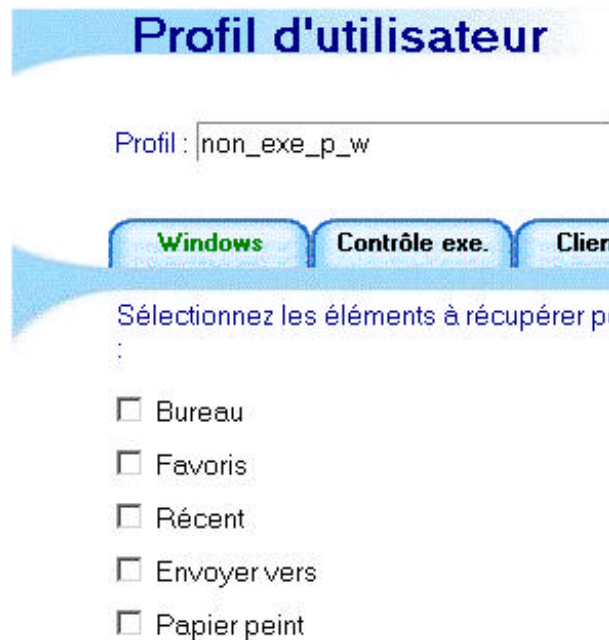 Profil d'utilisateur
Profil : non_exe_p_w
Windows Contrôle exe.
Sélectionnez les éléments à récupérer
:
Bureau
Favoris
Récent
Envoyer vers
Papier peint